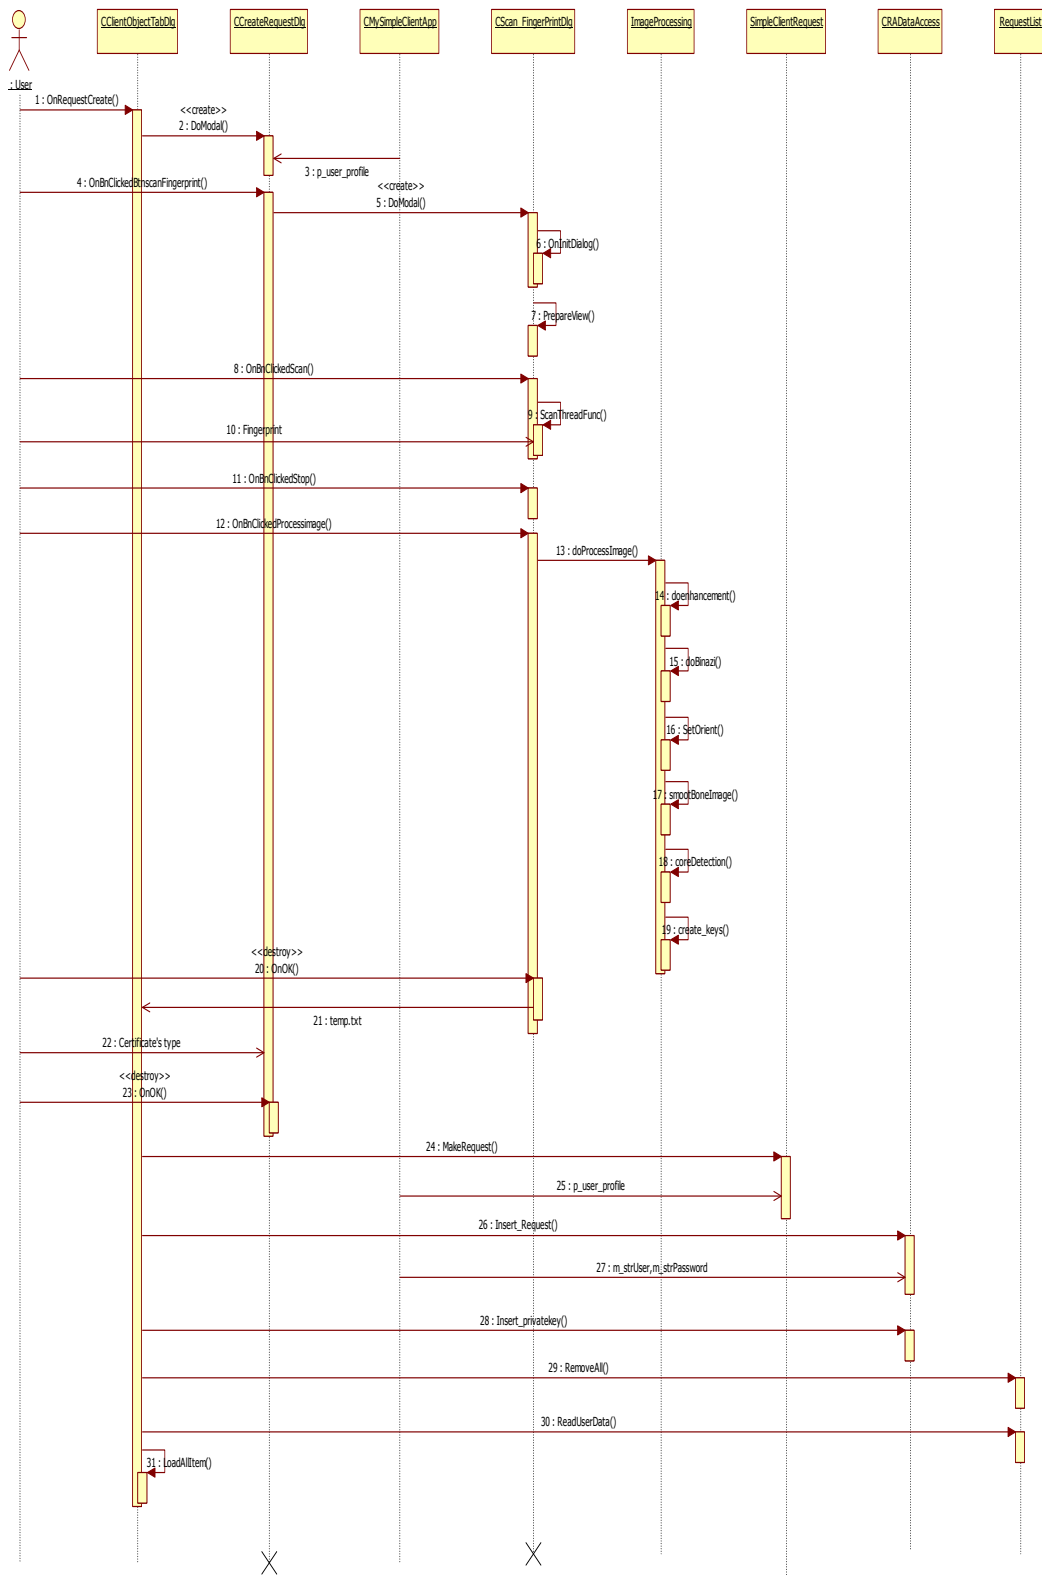 CClientObjectTabDlg
CCreateRequestDlg
CMySimpleClientApp
CScan_FingerPrintDlg
ImageProcessing
SimpleClientRequest
CRADataAccess
RequestList
: User
1 : OnRequestCreate()
<<create>>
2 : DoModal()
3 : p_user_profile
4 : OnBnClickedBtnscanFingerprint()
<<create>>
5 : DoModal()
6 : OnInitDialog()
7 : PrepareView()
8 : OnBnClickedScan()
9 : ScanThreadFunc()
10 : Fingerprint
11 : OnBnClickedStop()
12 : OnBnClickedProcessimage()
13 : doProcessImage()
14 : doenhancement()
15 : doBinazi()
16 : SetOrient()
17 : smootBoneImage()
18 : coreDetection()
19 : create_keys()
<<destroy>>
20 : OnOK()
21 : temp.txt
22 : Certificate's type
<<destroy>>
23 : OnOK()
24 : MakeRequest()
25 : p_user_profile
26 : Insert_Request()
27 : m_strUser,m_strPassword
28 : Insert_privatekey()
29 : RemoveAll()
30 : ReadUserData()
31 : LoadAllItem()